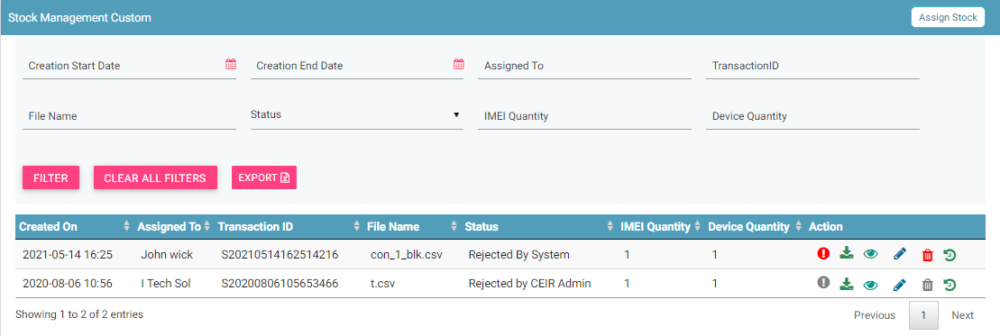 Stock Management Custom Assign Stock
Creation Start Date Creation End Date Assigned To TransactionID
File Name Status IMEI Quantity Device Quantity
FILTER CLEAR ALL FILTERS EXPORT
Created On Assigned To Transaction ID File Name Status IMEI Quantity Device Quantity Action
2021-05-14 16:25 John wick S20210514162514216 con_1_blk.csv Rejected By System 1 1
2020-08-06 10:56 I Tech Sol S20200806105653466 t.csv Rejected by CEIR Admin 1 1
Showing 1 to 2 of 2 entries Previous 1 Next